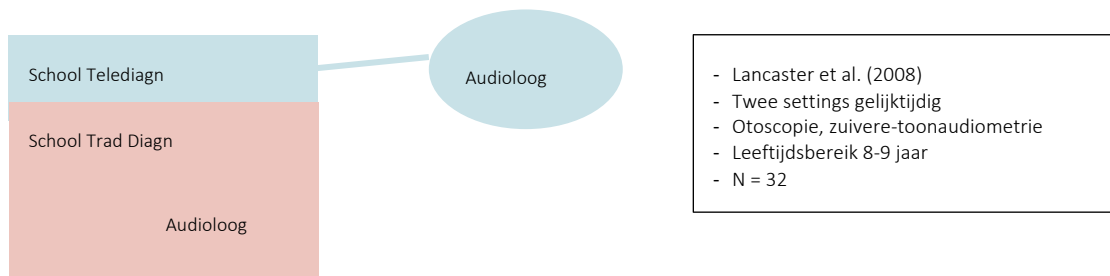 School Telediagn
Audioloog
School Trad Diagn
Audioloog
- Lancaster et al. (2008)
- Twee settings gelijktijdig
- Otoscopie, zuivere-toonaudiometrie
- Leeftijdsbereik 8-9 jaar
- N = 32